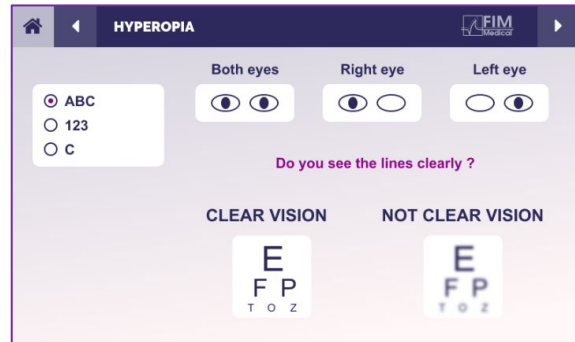 HYPEROPIA
FIM
Medical
Both eyes
Right eye
Left eye
ABC
123
C
Do you see the lines clearly ?
CLEAR VISION
NOT CLEAR VISION
E
F P
T O Z
E
F P
T O Z